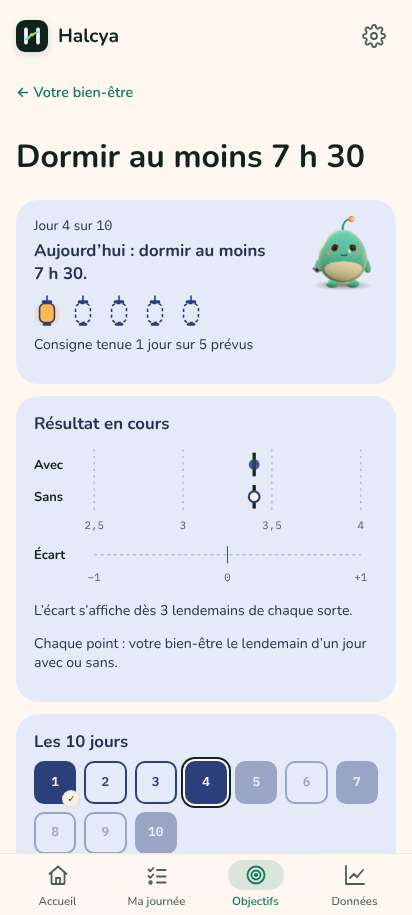 Halcya
← Votre bien-être
Dormir au moins 7 h 30
Jour 4 sur 10
Aujourd’hui : dormir au moins
7 h 30.
Consigne tenue 1 jour sur 5 prévus
Résultat en cours
Avec
Sans
2,5 3 3,5 4
Écart
−1 0 +1
L’écart s’affiche dès 3 lendemains de chaque sorte.
Chaque point : votre bien-être le lendemain d’un jour
avec ou sans.
Les 10 jours
1 2 3 4 5 6 7
8 9 10
Accueil Ma journée Objectifs Données